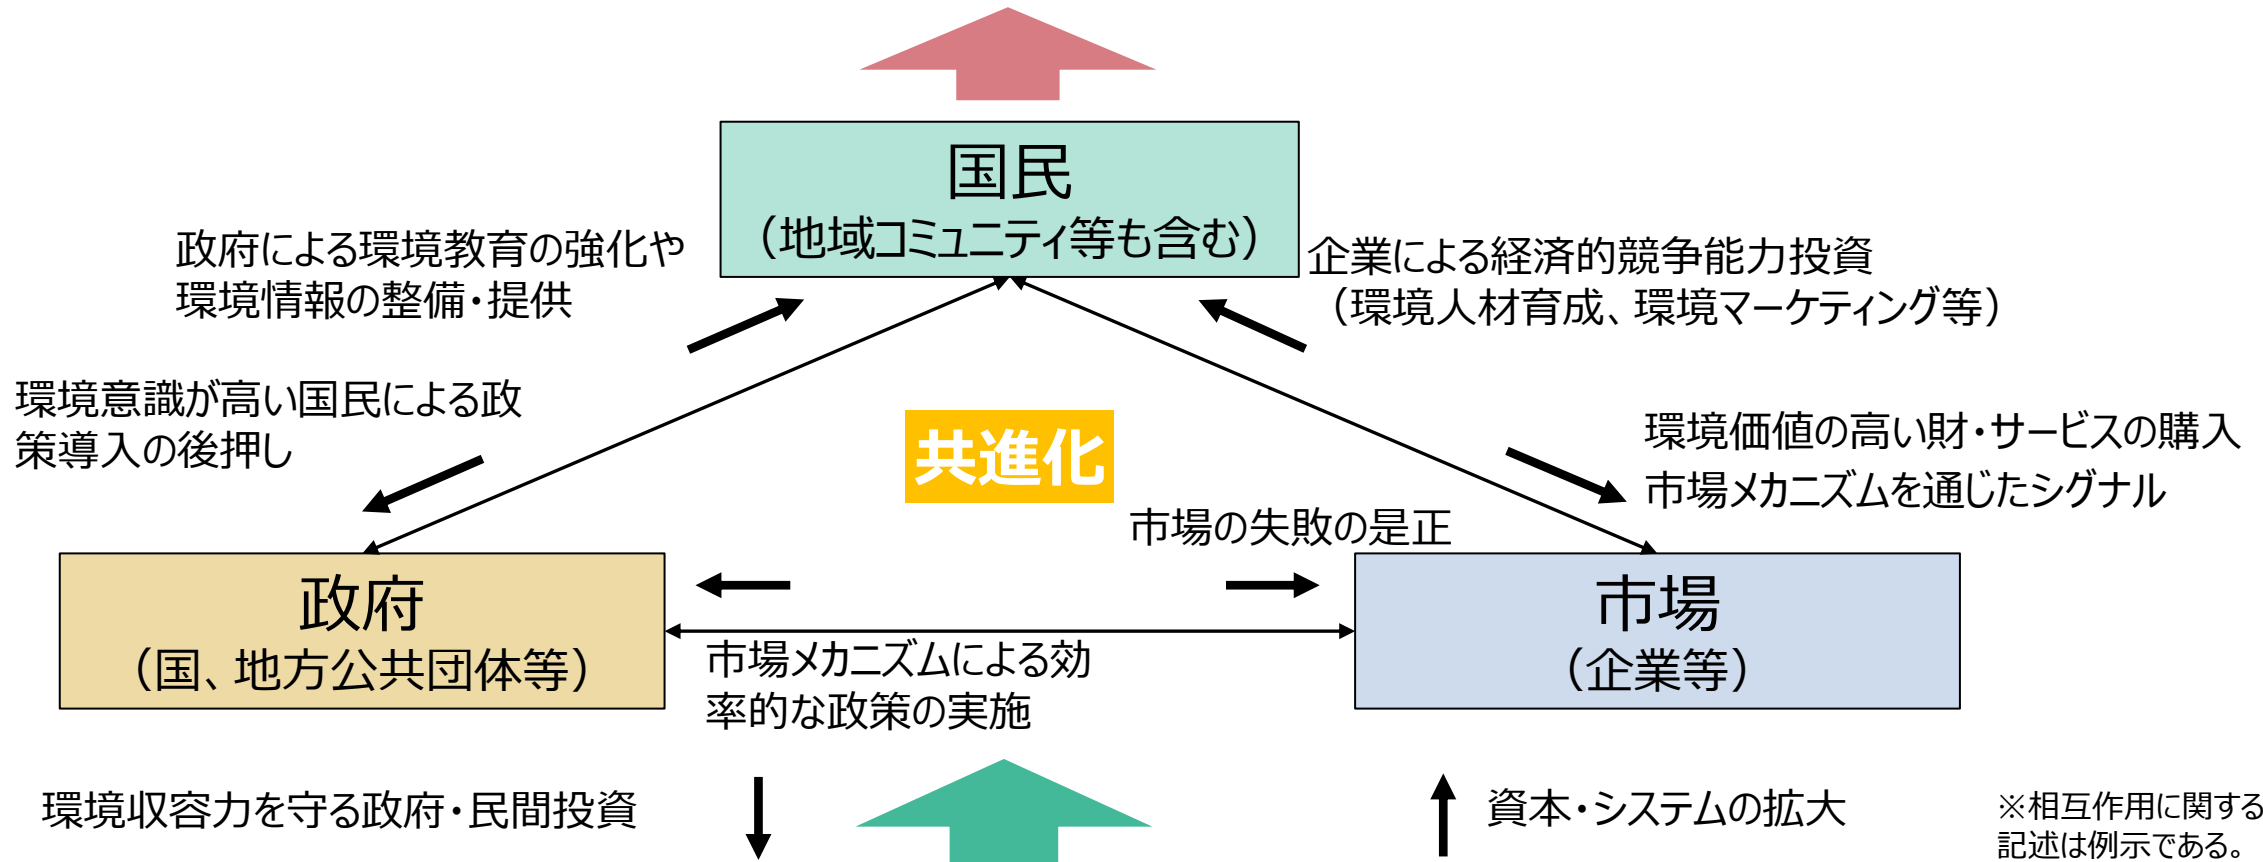 国民
（地域コミュニティ等も含む）
政府による環境教育の強化や
環境情報の整備・提供
企業による経済的競争能力投資
（環境人材育成、環境マーケティング等）
環境意識が高い国民による政
策導入の後押し
共進化
環境価値の高い財・サービスの購入
市場メカニズムを通じたシグナル
市場の失敗の是正
政府
（国、地方公共団体等）
市場
（企業等）
市場メカニズムによる効
率的な政策の実施
環境収容力を守る政府・民間投資
資本・システムの拡大
※相互作用に関する
記述は例示である。